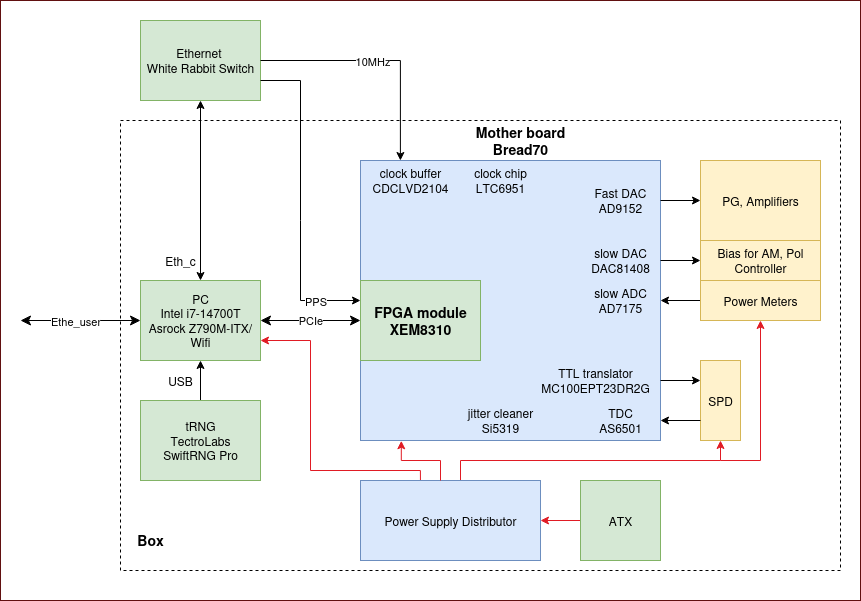 Ethernet
White Rabbit Switch
10MHz
Mother board
Bread70
clock buffer
CDCLVD2104
clock chip
LTC6951
Fast DAC
AD9152
PG, Amplifiers
slow DAC
DAC81408
Bias for AM, Pol
Controller
slow ADC
AD7175
Power Meters
Eth_c
PPS
PCIe
Ethe_user
PC
Intel i7-14700T
Asrock Z790M-ITX/
Wifi
FPGA module
XEM8310
USB
TTL translator
MC100EPT23DR2G
SPD
jitter cleaner
Si5319
TDC
AS6501
tRNG
TectroLabs
SwiftRNG Pro
Power Supply Distributor
ATX
Box